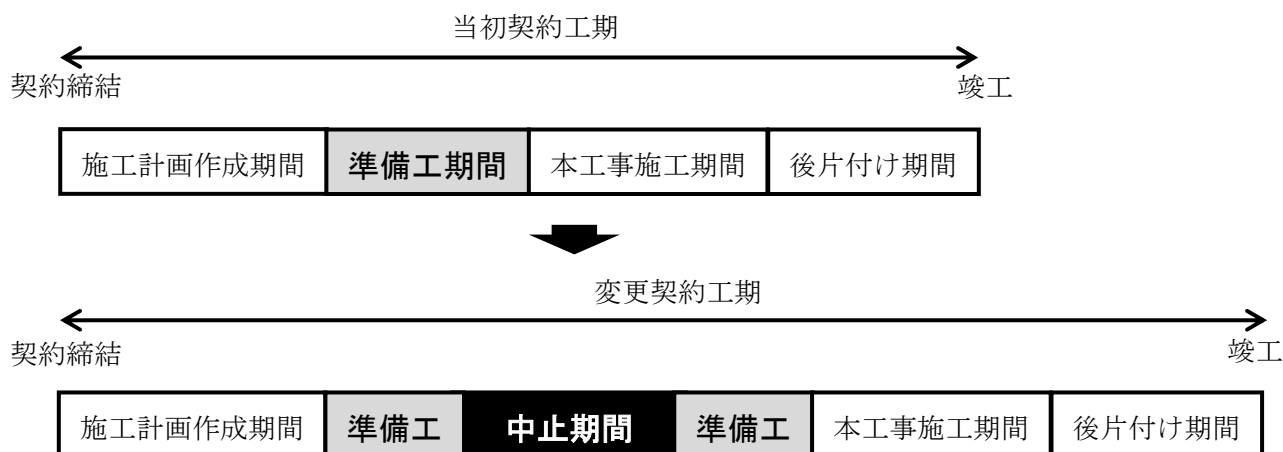 当初契約工期
契約締結
竣工
施工計画作成期間 準備工期間 本工事施工期間 後片付け期間
変更契約工期
契約締結
竣工
施工計画作成期間 準備工 中止期間 準備工 本工事施工期間 後片付け期間